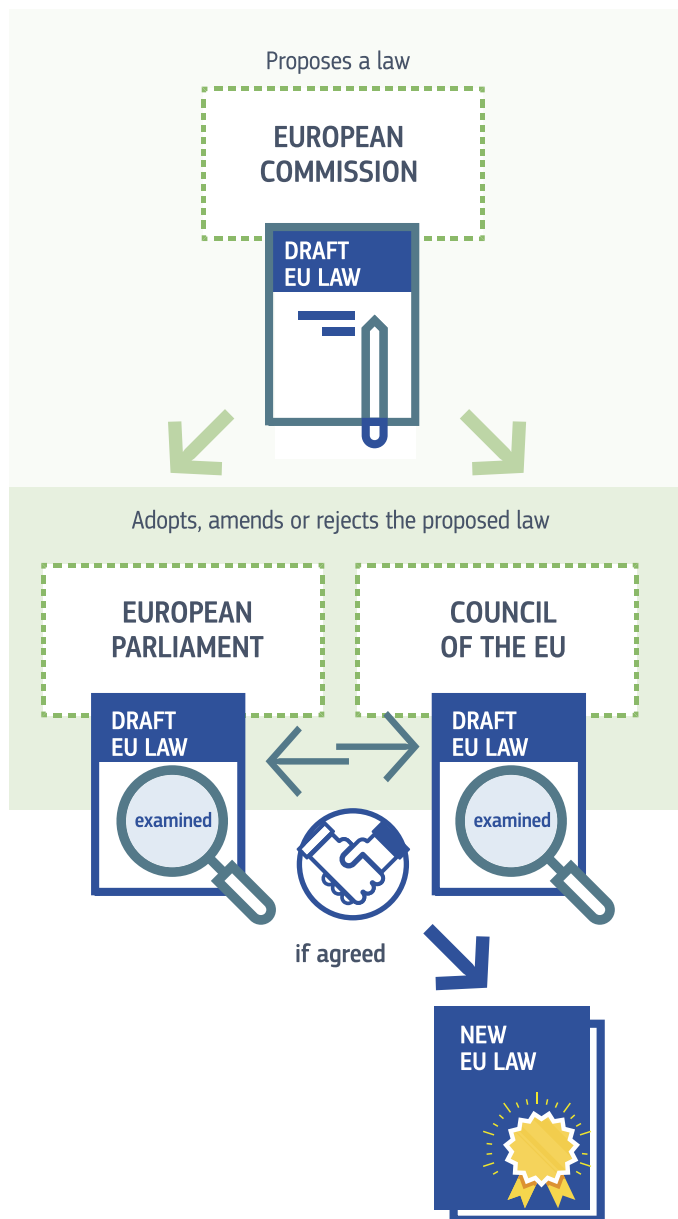 Proposes a law
EUROPEAN
COMMISSION
DRAFT
EU LAW
Adopts, amends or rejects the proposed law
EUROPEAN
PARLIAMENT
COUNCIL
OF THE EU
DRAFT
EU LAW
examined
DRAFT
EU LAW
examined
if agreed
NEW
EU LAW